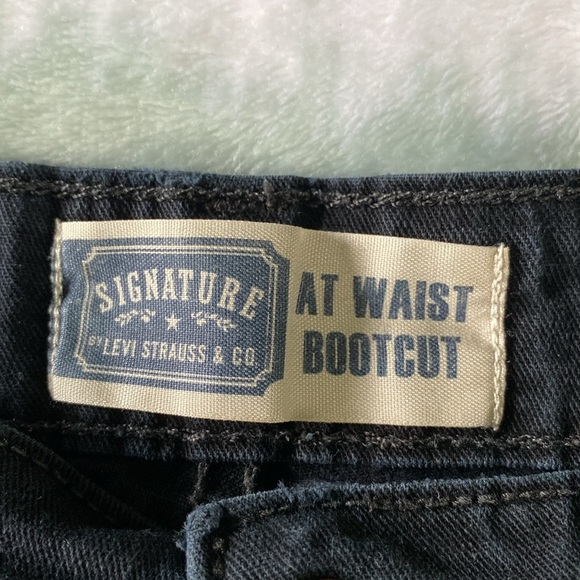 SIGNATURE
BY LEVI STRAUSS & CO.
AT WAIST
BOOTCUT